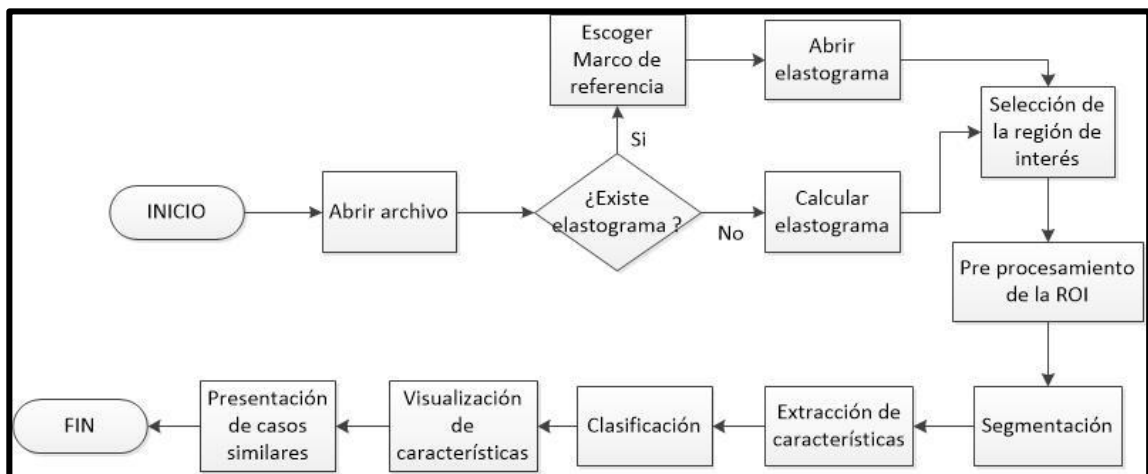 INICIO
Abrir archivo
¿Existe
elastograma ?
Si
Escoger
Marco de
referencia
Abrir
elastograma
No
Calcular
elastograma
Selección de
la región de
interés
Pre procesamiento
de la ROI
Segmentación
Extracción de
características
Clasificación
Visualización
de
características
Presentación
de casos
similares
FIN